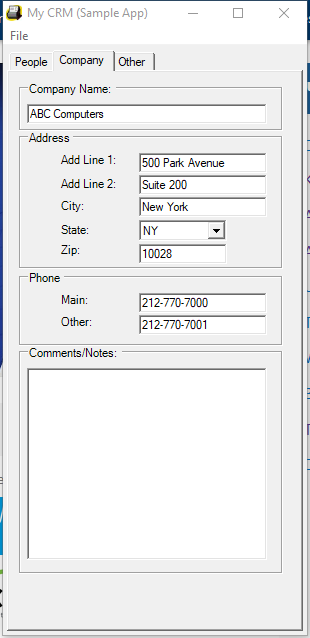 My CRM (Sample App)
File
People Company Other
Company Name:
ABC Computers
Address
Add Line 1: 500 Park Avenue
Add Line 2: Suite 200
City: New York
State: NY
Zip: 10028
Phone
Main: 212-770-7000
Other: 212-770-7001
Comments/Notes: